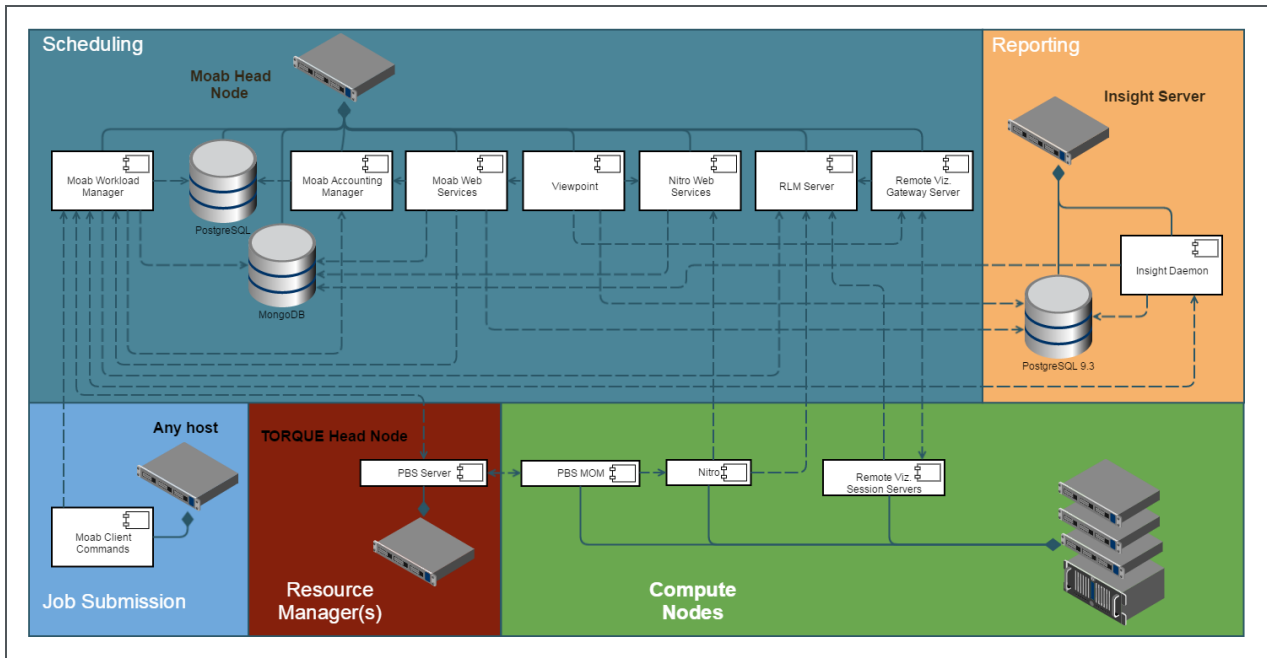 Scheduling
Reporting
Moab Head
Node
Insight Server
Moab Workload
Manager
PostgreSQL
Moab Accounting
Manager
Moab Web
Services
Viewpoint
Nitro Web
Services
RLM Server
Remote Viz.
Gateway Server
MongoDB
Insight Daemon
PostgreSQL 9.3
Any host
Moab Client
Commands
Job Submission
TORQUE Head Node
PBS Server
Resource
Manager(s)
PBS MOM
Nitro
Remote Viz.
Session Servers
Compute
Nodes